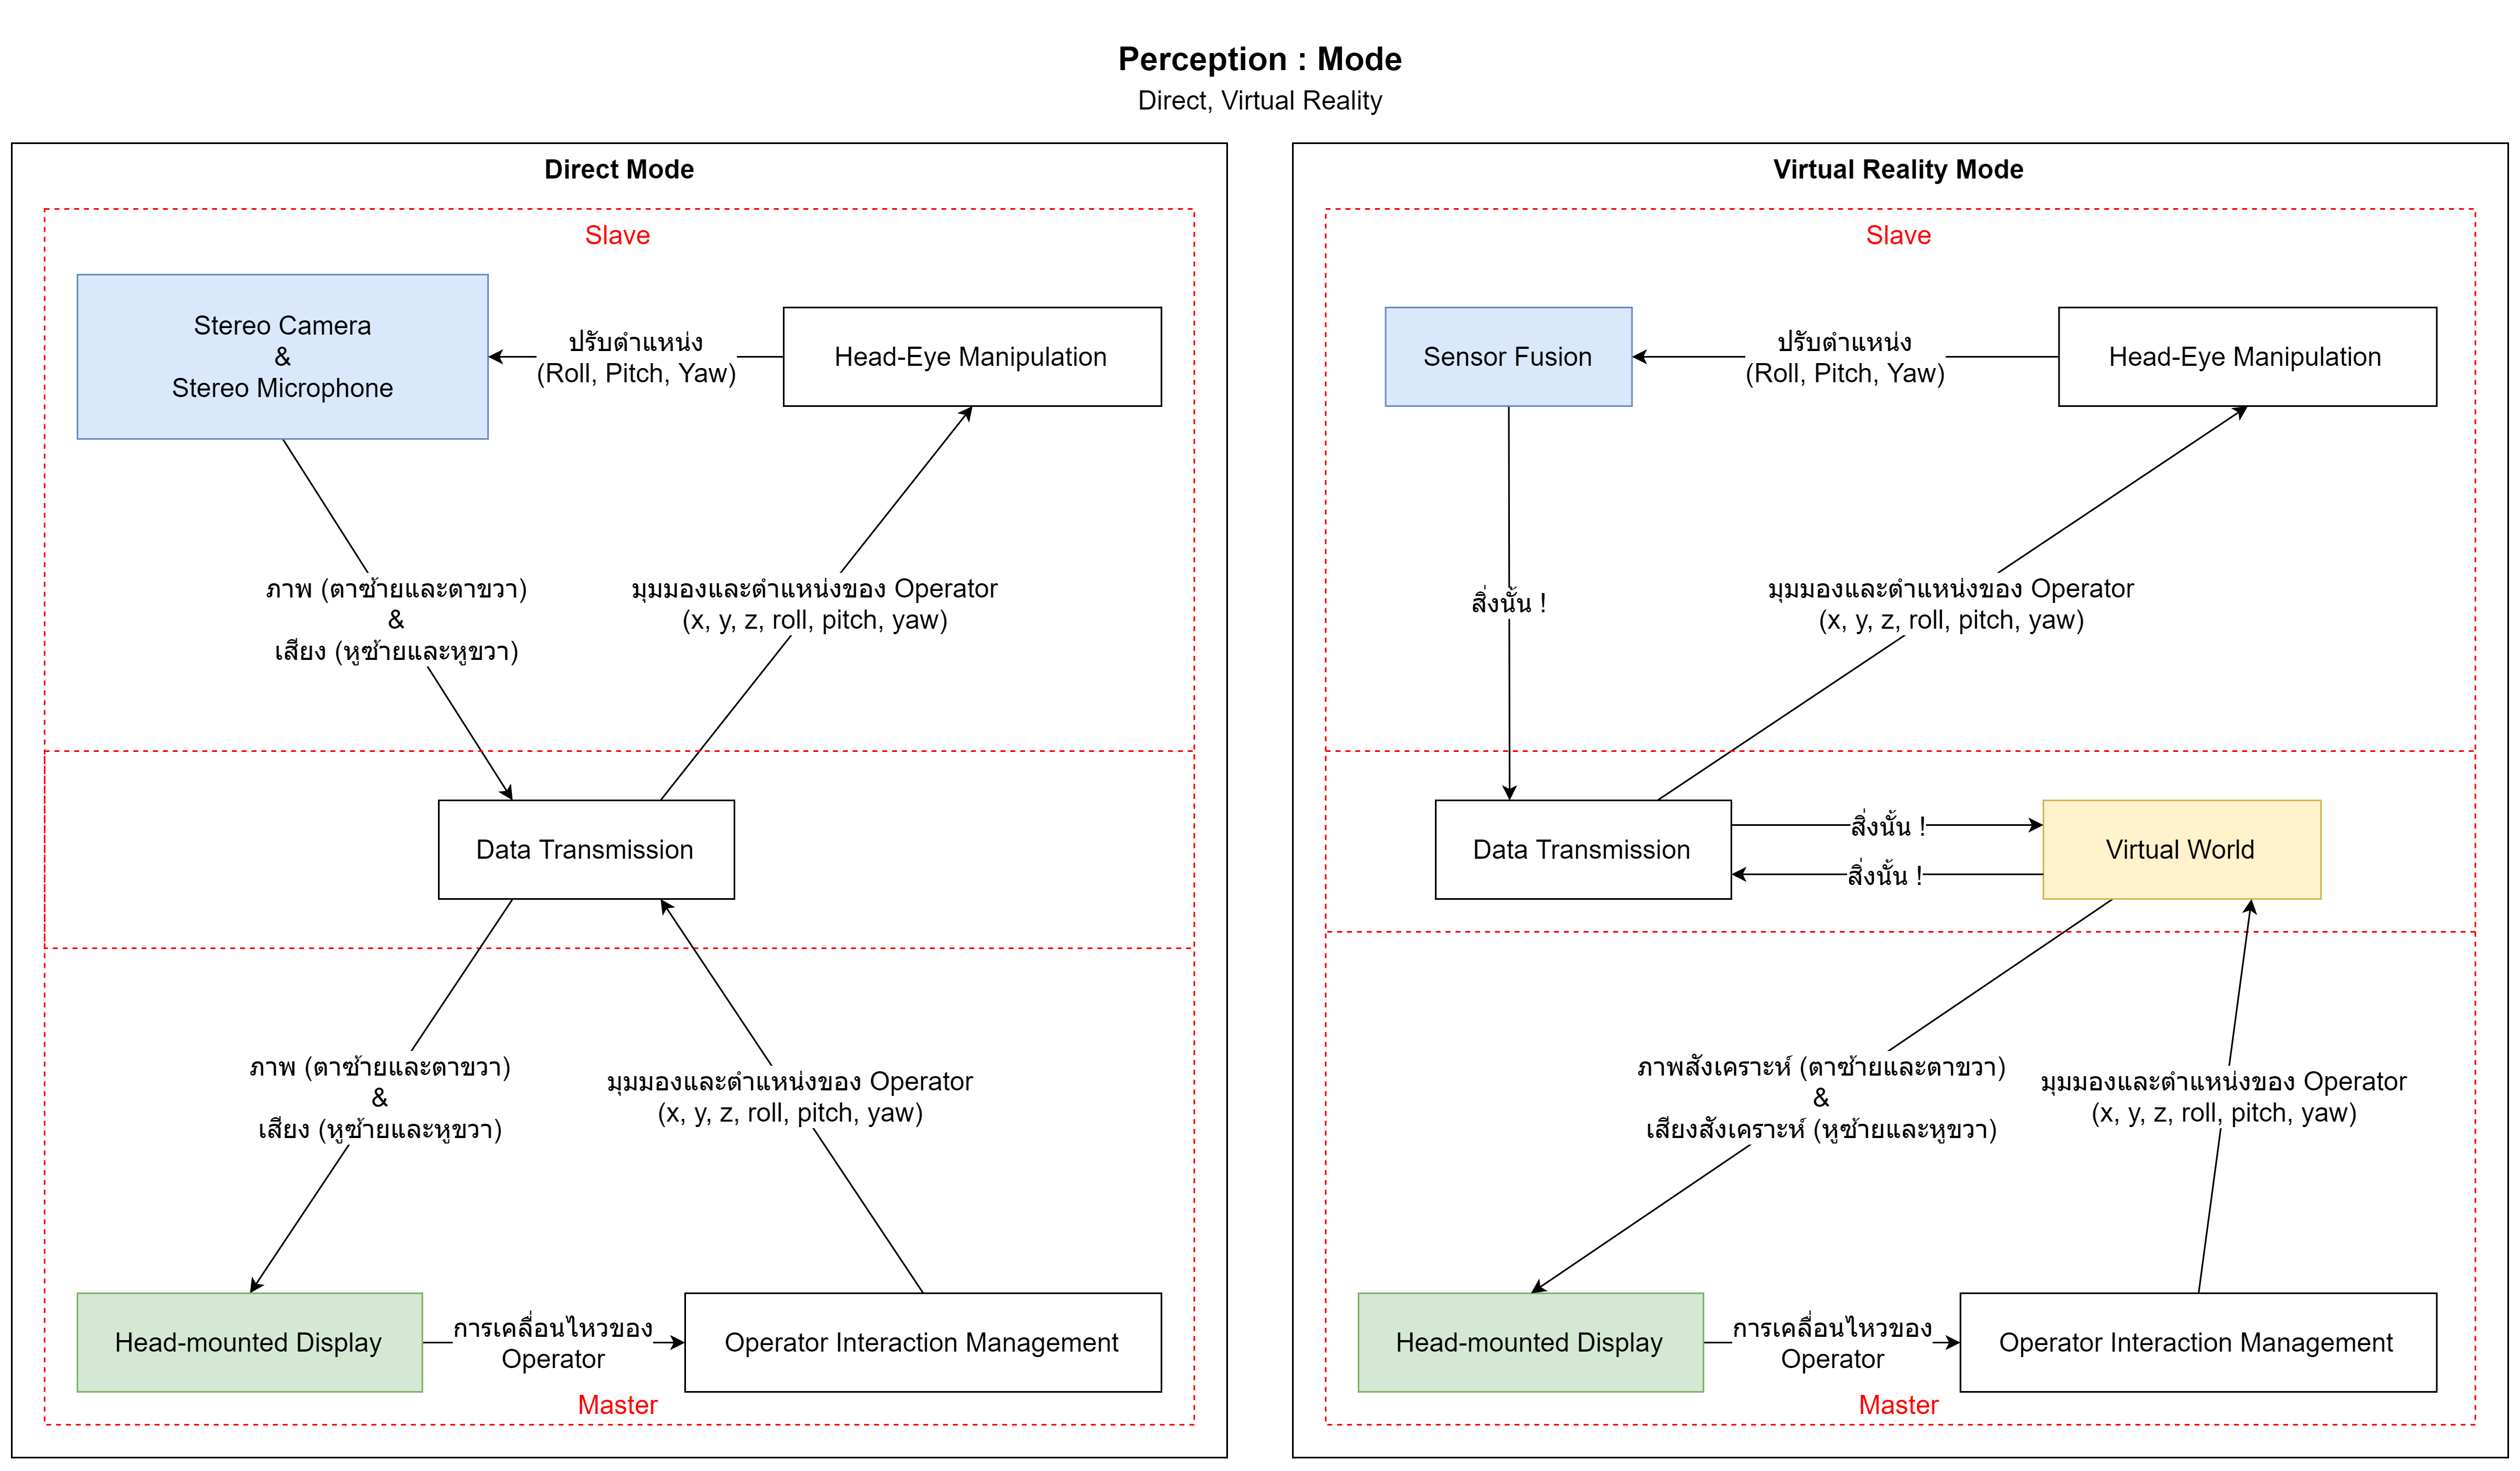 Perception : Mode
Direct, Virtual Reality
Direct Mode
Slave
Stereo Camera
&
Stereo Microphone
ปรับตำแหน่ง
(Roll, Pitch, Yaw)
Head-Eye Manipulation
ภาพ (ตาซ้ายและตาขวา)
&
เสียง (หูซ้ายและหูขวา)
มุมมองและตำแหน่งของ Operator
(x, y, z, roll, pitch, yaw)
Data Transmission
ภาพ (ตาซ้ายและตาขวา)
&
เสียง (หูซ้ายและหูขวา)
มุมมองและตำแหน่งของ Operator
(x, y, z, roll, pitch, yaw)
Head-mounted Display
การเคลื่อนไหวของ
Operator
Operator Interaction Management
Master
Virtual Reality Mode
Slave
Sensor Fusion
ปรับตำแหน่ง
(Roll, Pitch, Yaw)
Head-Eye Manipulation
สิ่งนั้น !
มุมมองและตำแหน่งของ Operator
(x, y, z, roll, pitch, yaw)
Data Transmission
สิ่งนั้น !
สิ่งนั้น !
Virtual World
ภาพสังเคราะห์ (ตาซ้ายและตาขวา)
&
เสียงสังเคราะห์ (หูซ้ายและหูขวา)
มุมมองและตำแหน่งของ Operator
(x, y, z, roll, pitch, yaw)
Head-mounted Display
การเคลื่อนไหวของ
Operator
Operator Interaction Management
Master